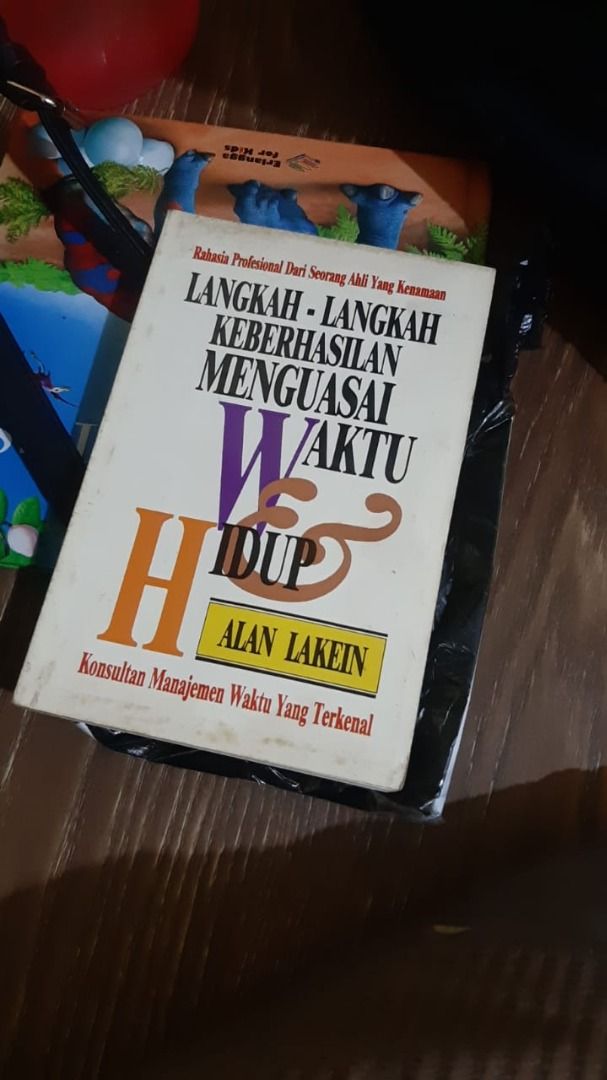 Rahasia Profesional Dari Seorang Ahli Yang Kenamaan
LANGKAH - LANGKAH
KEBERHASILAN
MENGUASAI
WAKTU
&
HIDUP
ALAN LAKEIN
Konsultan Manajemen Waktu Yang Terkenal
Erlangga
for Kids